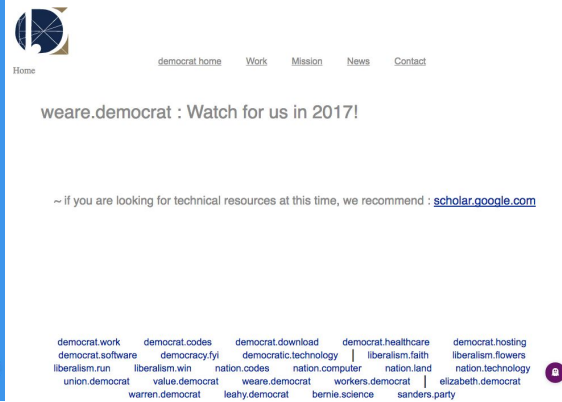 Home
democrat home Work Mission News Contact
weare.democrat : Watch for us in 2017!
~ if you are looking for technical resources at this time, we recommend : scholar.google.com
democrat.work democrat.codes democrat.download democrat.healthcare democrat.hosting
democrat.software democracy.fyi democratic.technology | liberalism.faith liberalism.flowers
liberalism.run liberalism.win nation.codes nation.computer nation.land nation.technology
union.democrat value.democrat weare.democrat workers.democrat | elizabeth.democrat
warren.democrat leahy.democrat bernie.science sanders.party